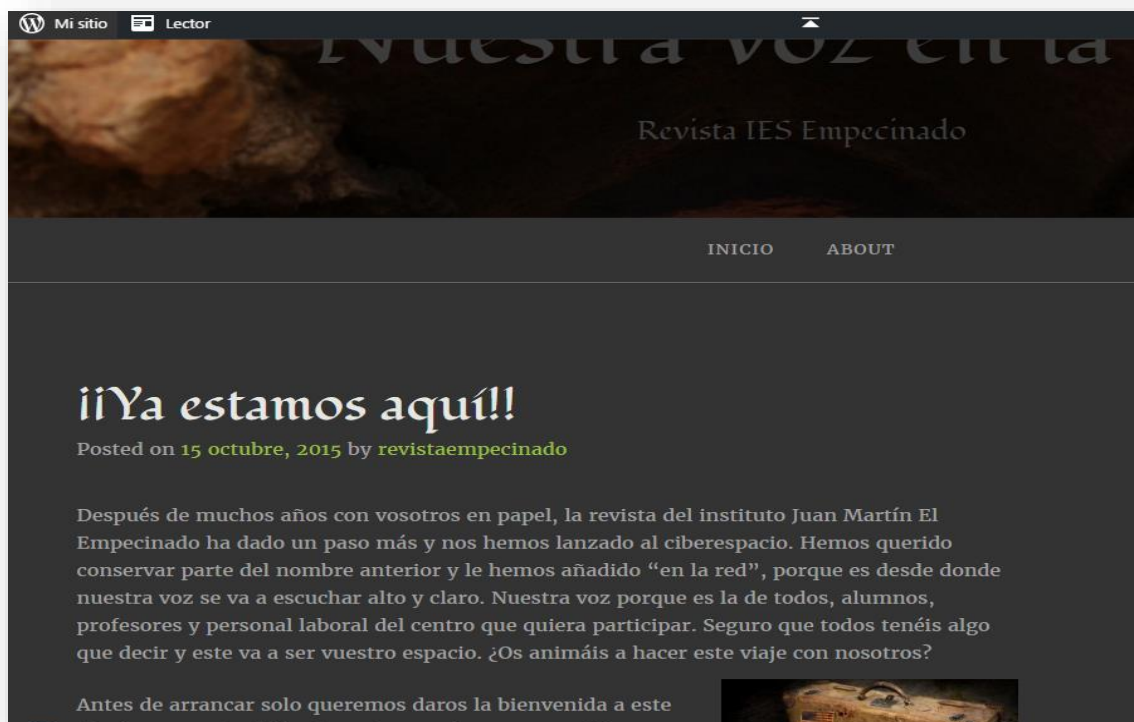 Mi sitio Lector
Nuestra voz en la
Revista IES Empecinado
INICIO ABOUT
¡¡Ya estamos aquí!!
Posted on 15 octubre, 2015 by revistaempecinado
Después de muchos años con vosotros en papel, la revista del instituto Juan Martín El
Empecinado ha dado un paso más y nos hemos lanzado al ciberespacio. Hemos querido
conservar parte del nombre anterior y le hemos añadido “en la red”, porque es desde donde
nuestra voz se va a escuchar alto y claro. Nuestra voz porque es la de todos, alumnos,
profesores y personal laboral del centro que quiera participar. Seguro que todos tenéis algo
que decir y este va a ser vuestro espacio. ¿Os animáis a hacer este viaje con nosotros?
Antes de arrancar solo queremos daros la bienvenida a este